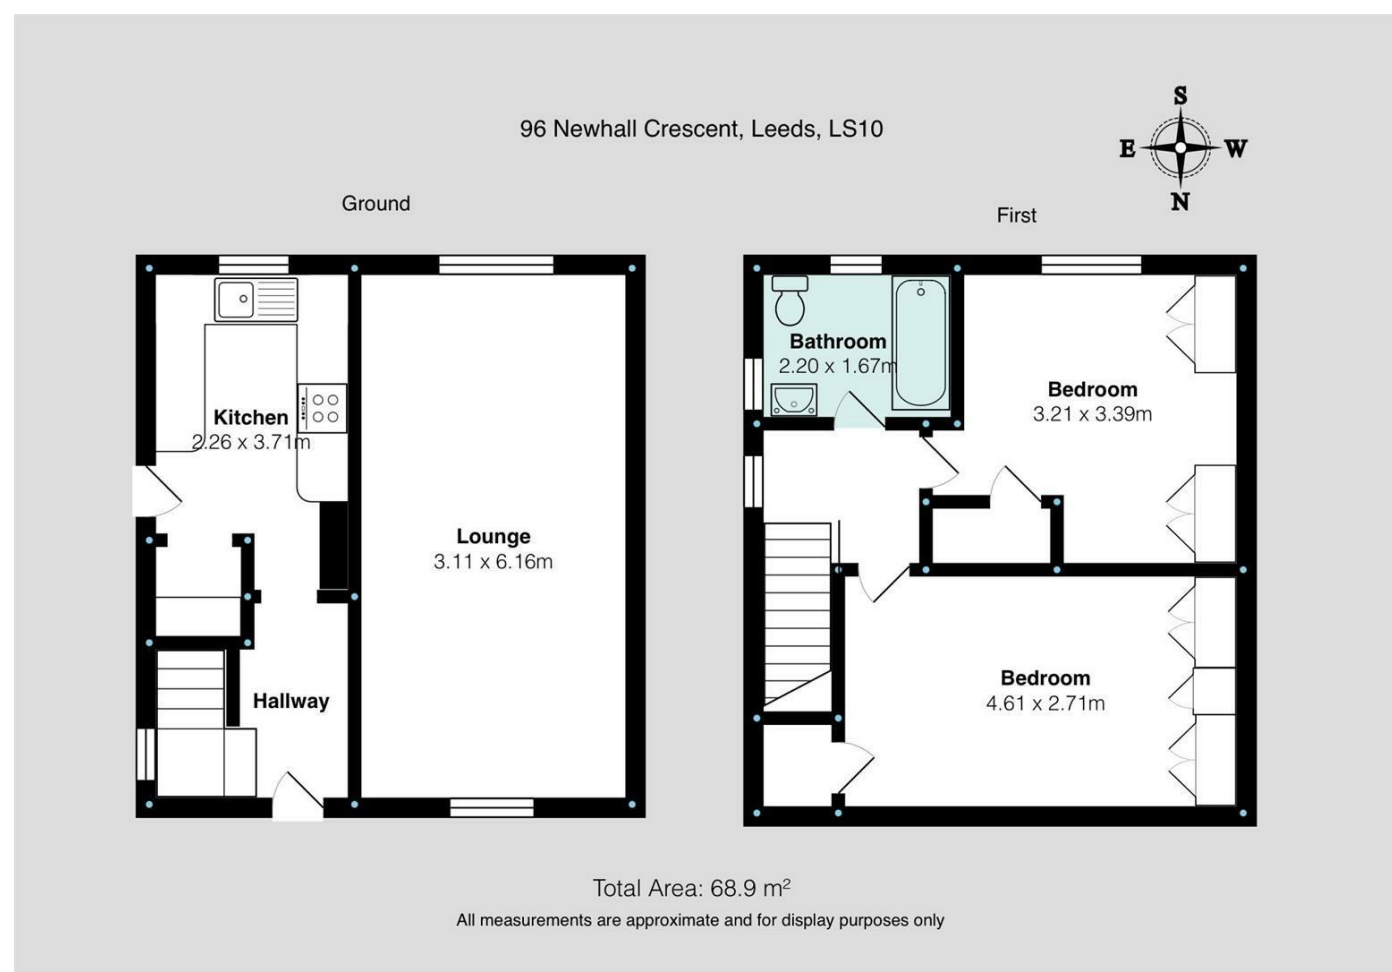 96 Newhall Crescent, Leeds, LS10
S
E
W
N
Ground
First
Kitchen
2.26 x 3.71m
Lounge
3.11 x 6.16m
Hallway
Bathroom
2.20 x 1.67m
Bedroom
3.21 x 3.39m
Bedroom
4.61 x 2.71m
Total Area: 68.9 m²
All measurements are approximate and for display purposes only